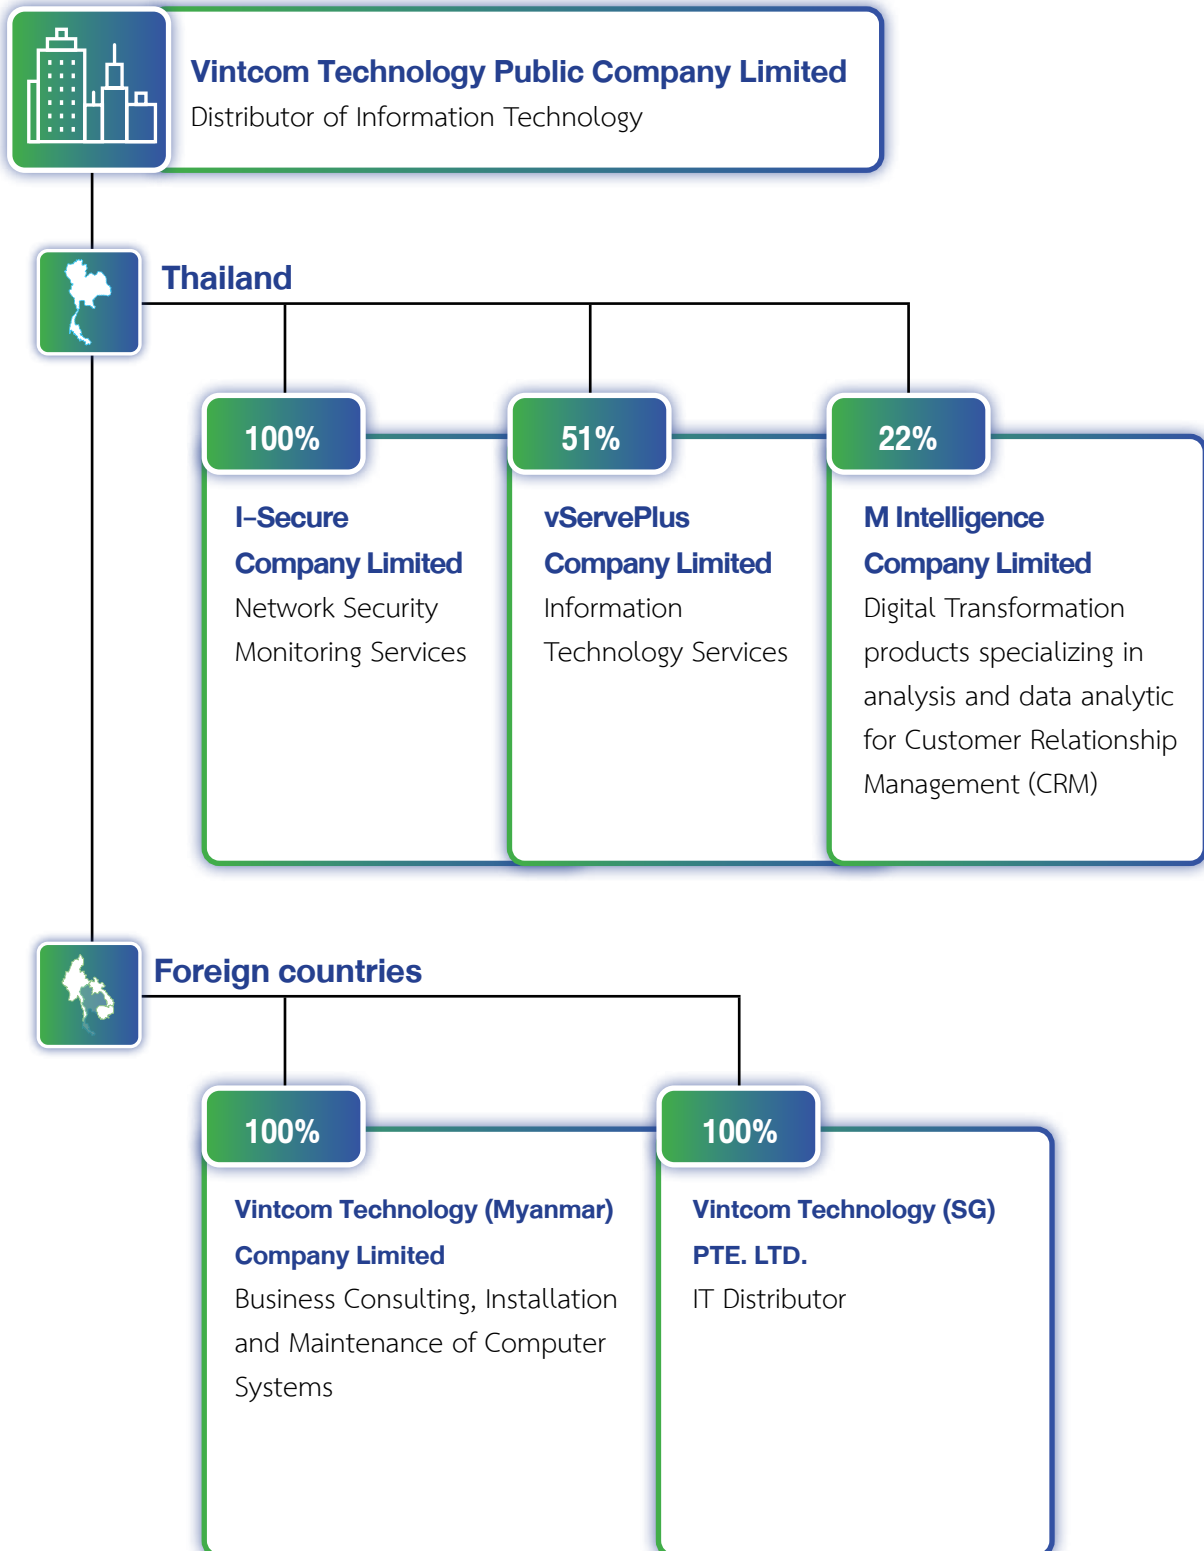 Vintcom Technology Public Company Limited
Distributor of Information Technology
Thailand
100%
I-Secure
Company Limited
Network Security
Monitoring Services
51%
vServePlus
Company Limited
Information
Technology Services
22%
M Intelligence
Company Limited
Digital Transformation
products specializing in
analysis and data analytic
for Customer Relationship
Management (CRM)
Foreign countries
100%
Vintcom Technology (Myanmar)
Company Limited
Business Consulting, Installation
and Maintenance of Computer
Systems
100%
Vintcom Technology (SG)
PTE. LTD.
IT Distributor